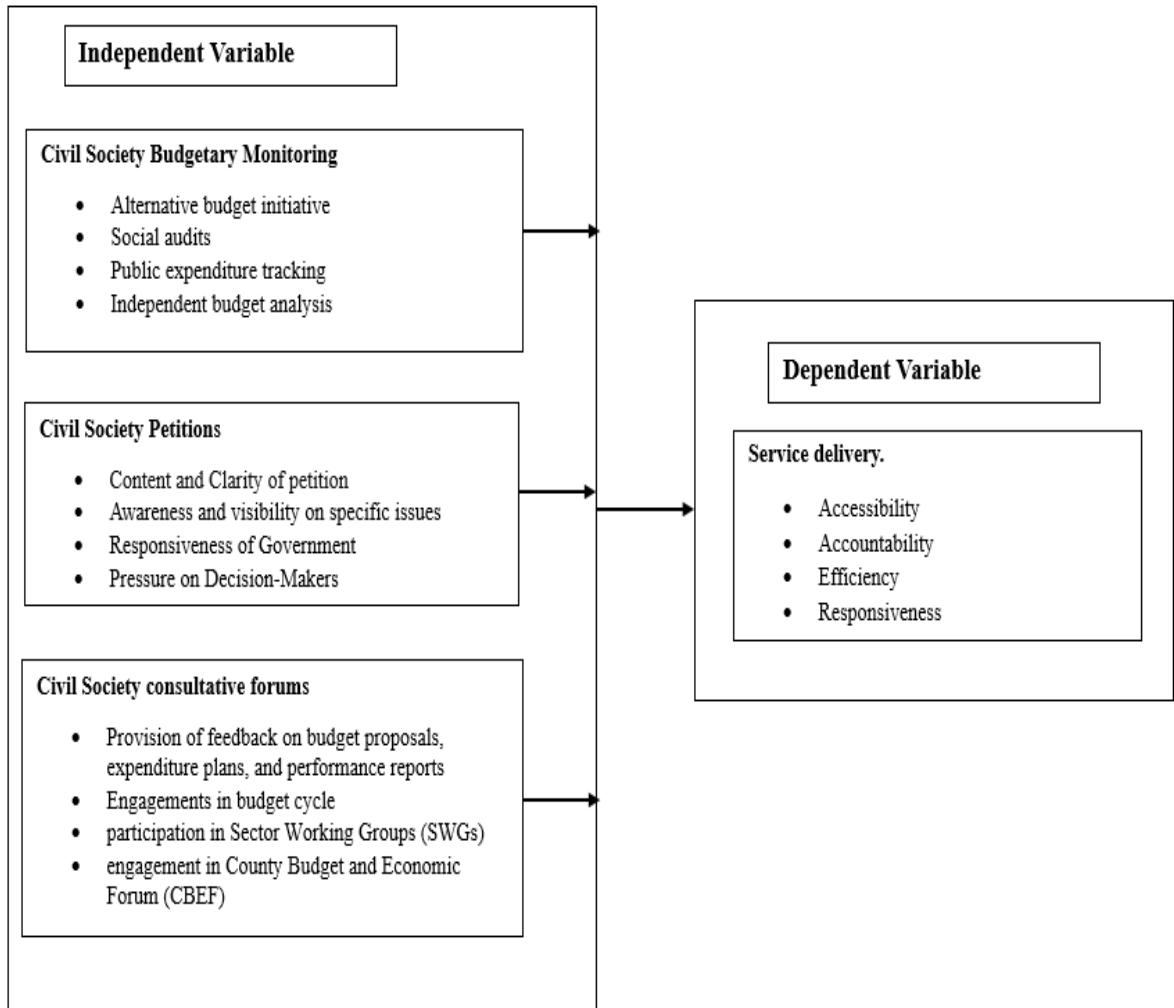 Independent Variable
Civil Society Budgetary Monitoring
• Alternative budget initiative
• Social audits
• Public expenditure tracking
• Independent budget analysis
Civil Society Petitions
• Content and Clarity of petition
• Awareness and visibility on specific issues
• Responsiveness of Government
• Pressure on Decision-Makers
Civil Society consultative forums
• Provision of feedback on budget proposals,
expenditure plans, and performance reports
• Engagements in budget cycle
• participation in Sector Working Groups (SWGs)
• engagement in County Budget and Economic
Forum (CBEF)
Dependent Variable
Service delivery.
• Accessibility
• Accountability
• Efficiency
• Responsiveness